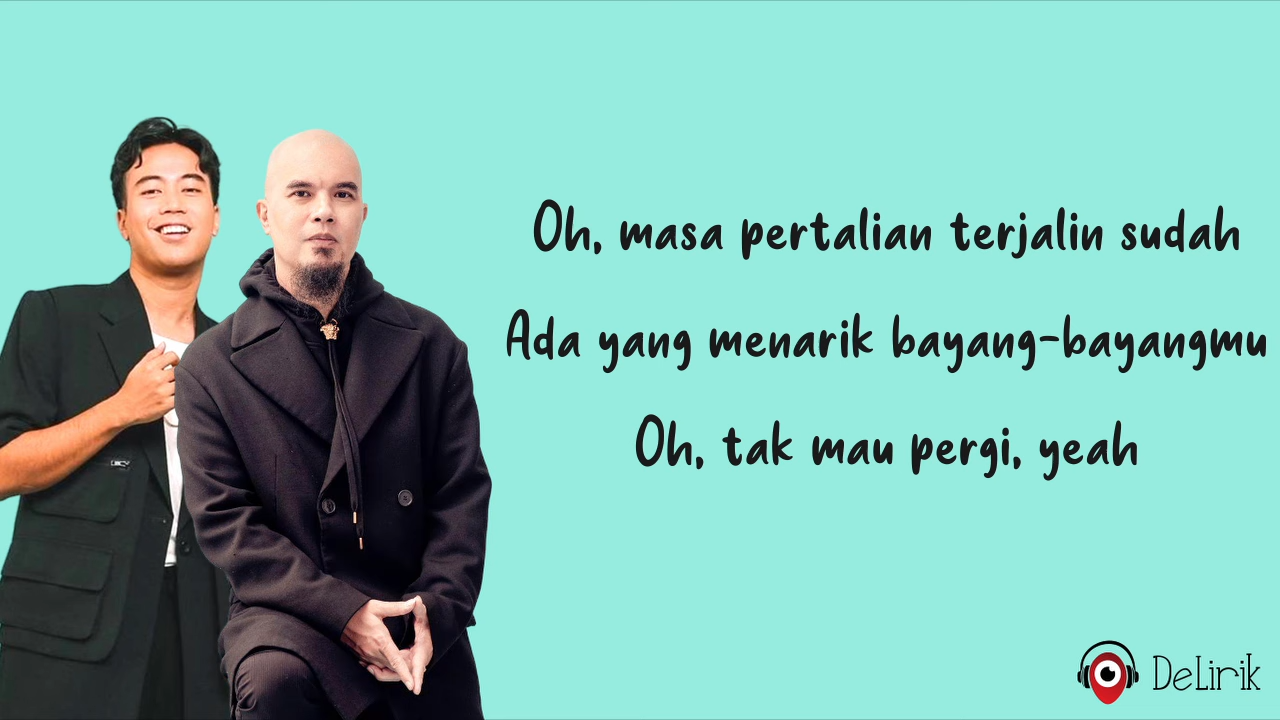 Oh, masa pertalian terjalin sudah
Ada yang menarik bayang-bayangmu
Oh, tak mau pergi, yeah
DeLirik